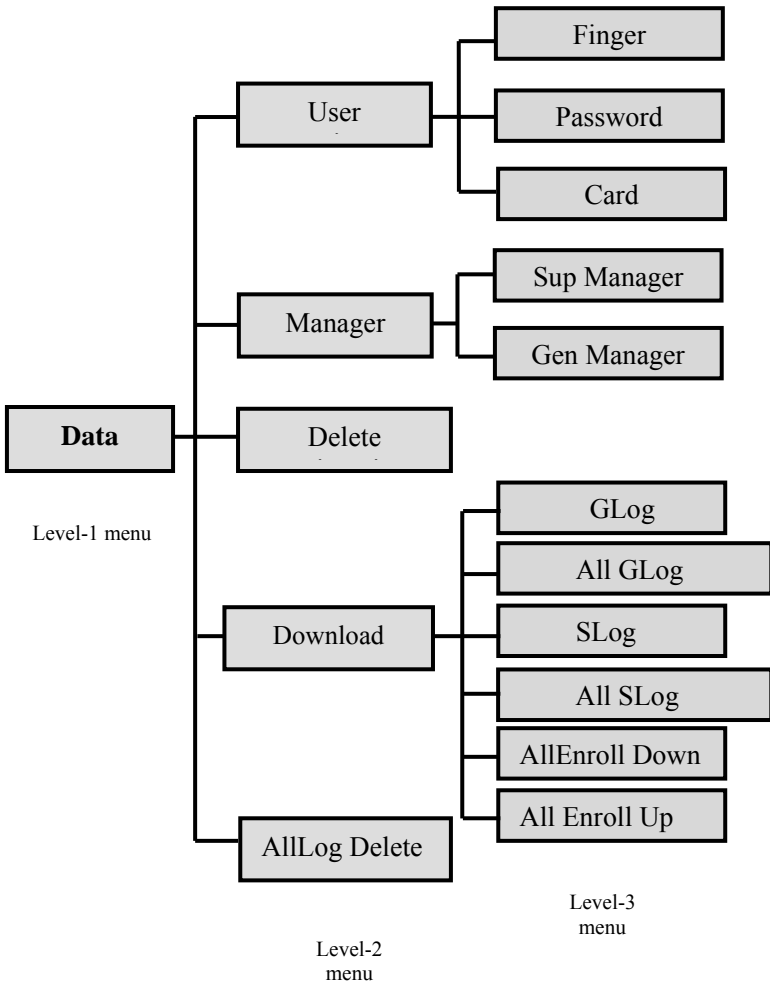 Finger
User
Password
Card
Sup Manager
Manager
Gen Manager
Data
Delete
Level-1 menu
GLog
All GLog
Download
SLog
All SLog
AllEnroll Down
All Enroll Up
AllLog Delete
Level-3
menu
Level-2
menu